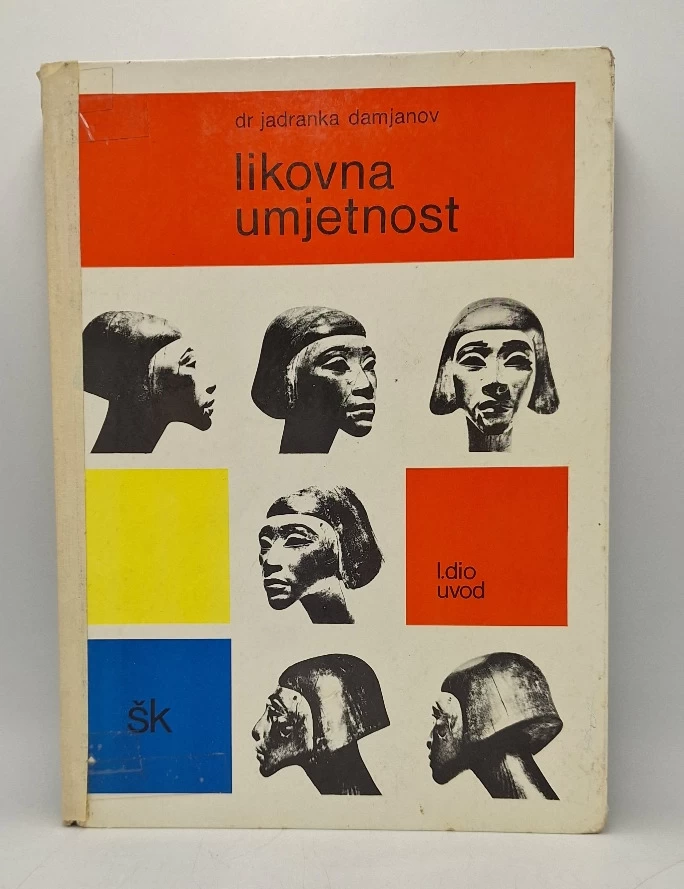 dr jadranka damjanov
likovna
umjetnost
I.dio
uvod
šk